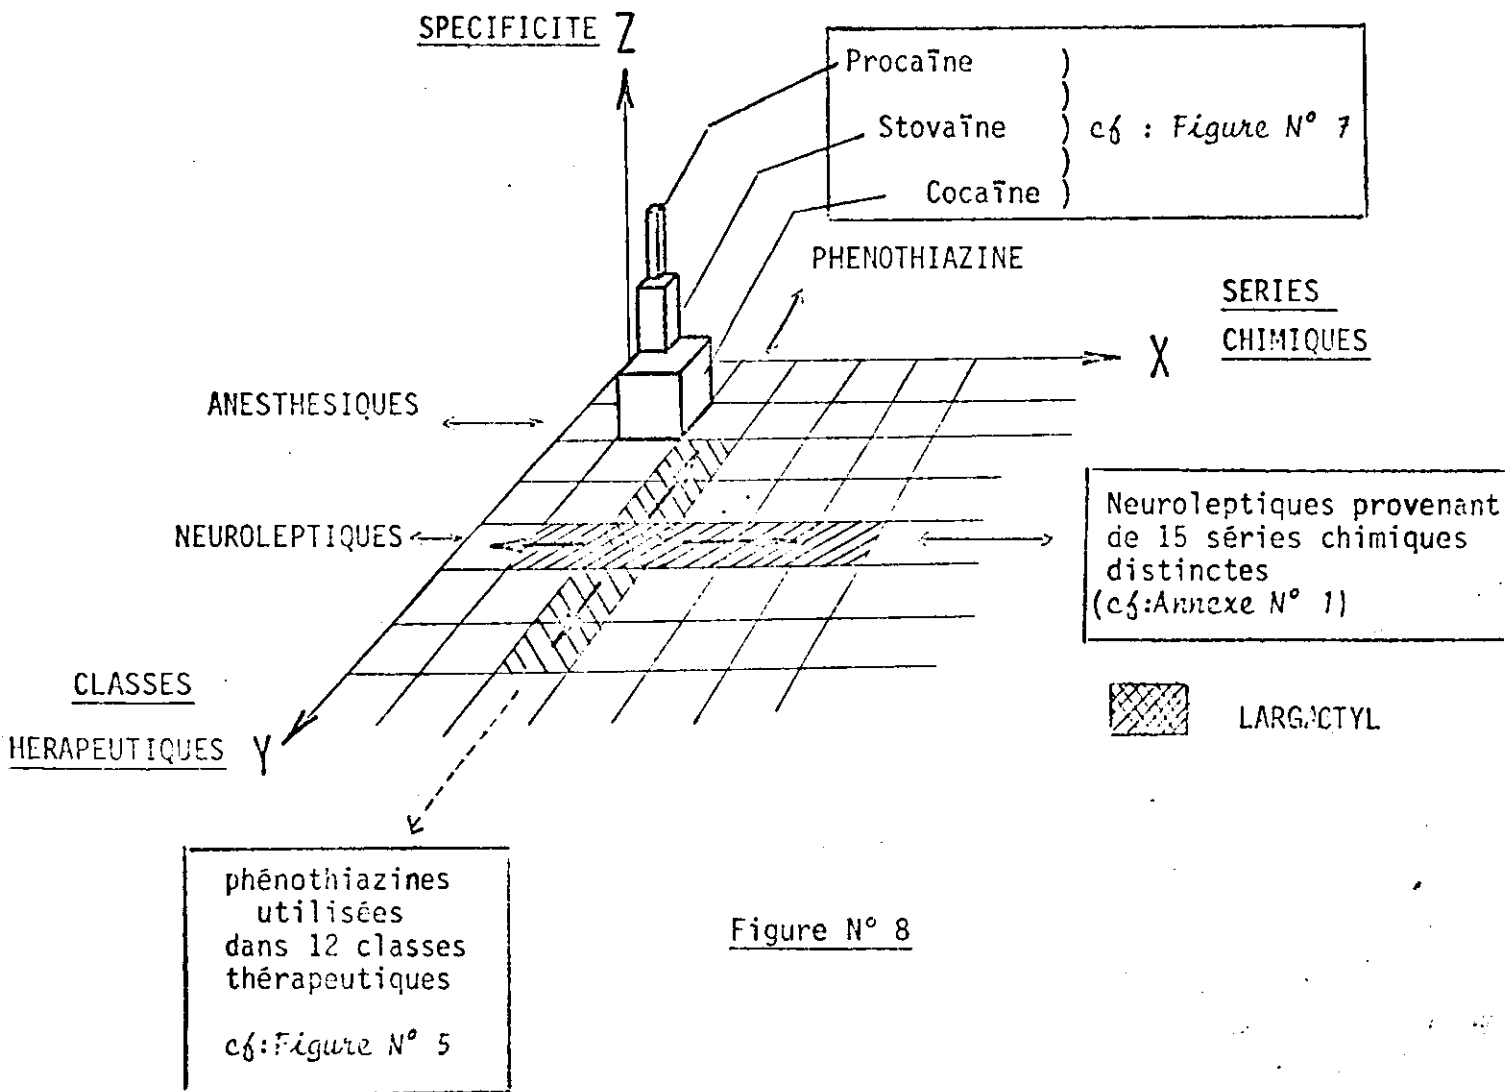 SPECIFICITE Z
Procaïne )
)
Stovaïne ) cf : Figure N° 7
)
Cocaïne )
PHENOTHIAZINE
SERIES
CHIMIQUES
X
ANESTHESIQUES
NEUROLEPTIQUES
Neuroleptiques provenant
de 15 séries chimiques
distinctes
(cf:Annexe N° 1)
CLASSES
HERAPEUTIQUES Y
LARGACTYL
phénothiazines
utilisées
dans 12 classes
thérapeutiques
cf:Figure N° 5
Figure N° 8